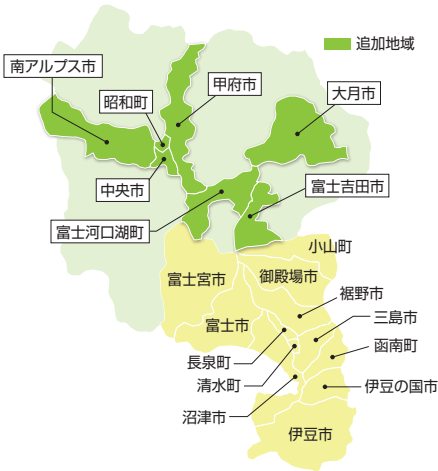 追加地域
南アルプス市
甲府市
大月市
昭和町
中央市
富士吉田市
富士河口湖町
小山町
富士宮市
御殿場市
裾野市
富士市
三島市
長泉町
函南町
清水町
伊豆の国市
沼津市
伊豆市